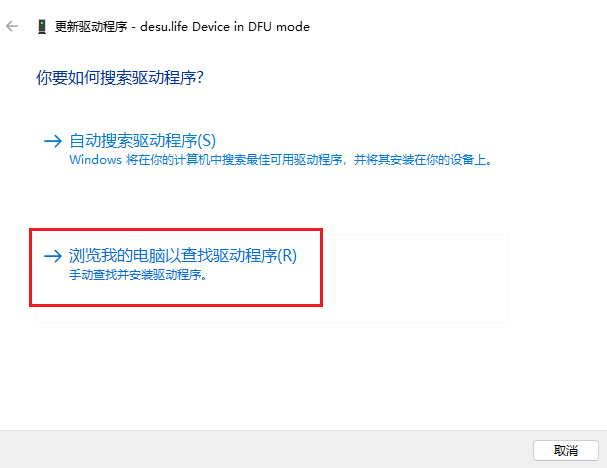 更新驱动程序 - desu.life Device in DFU mode
你要如何搜索驱动程序?
自动搜索驱动程序(S)
Windows 将在你的计算机中搜索最佳可用驱动程序，并将其安装在你的设备上。
浏览我的电脑以查找驱动程序(R)
手动查找并安装驱动程序。
取消